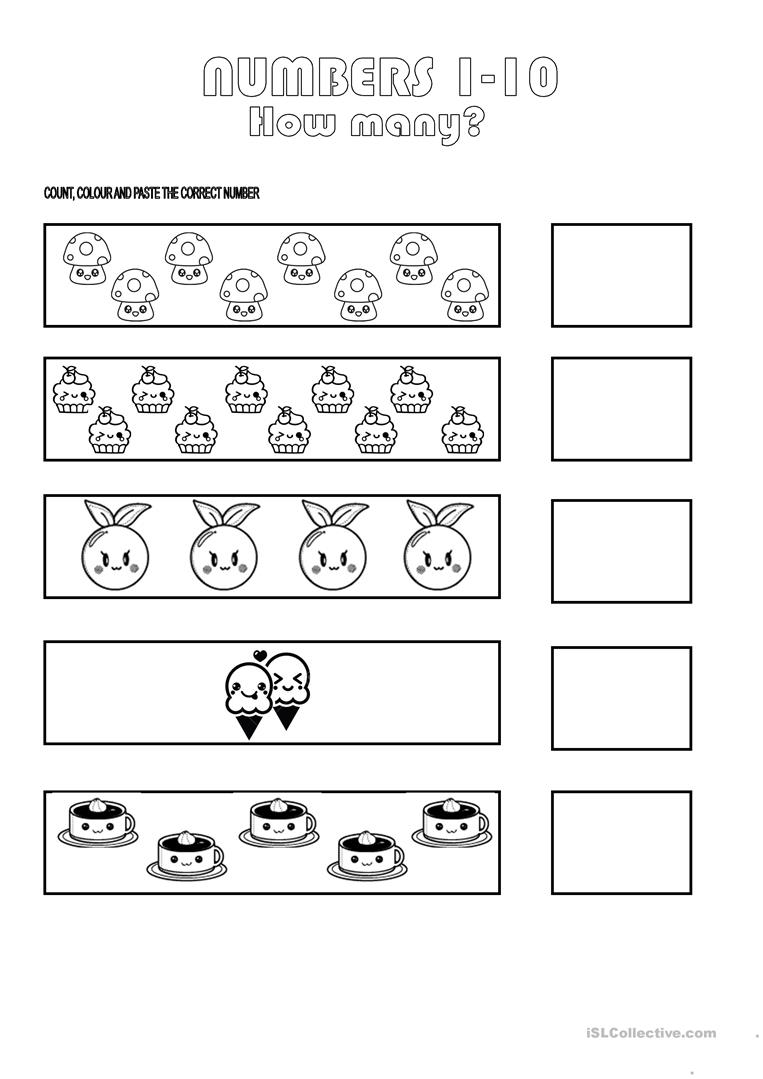 NUMBERS 1-10
How many?
COUNT, COLOUR AND PASTE THE CORRECT NUMBER
iSLCollective.com